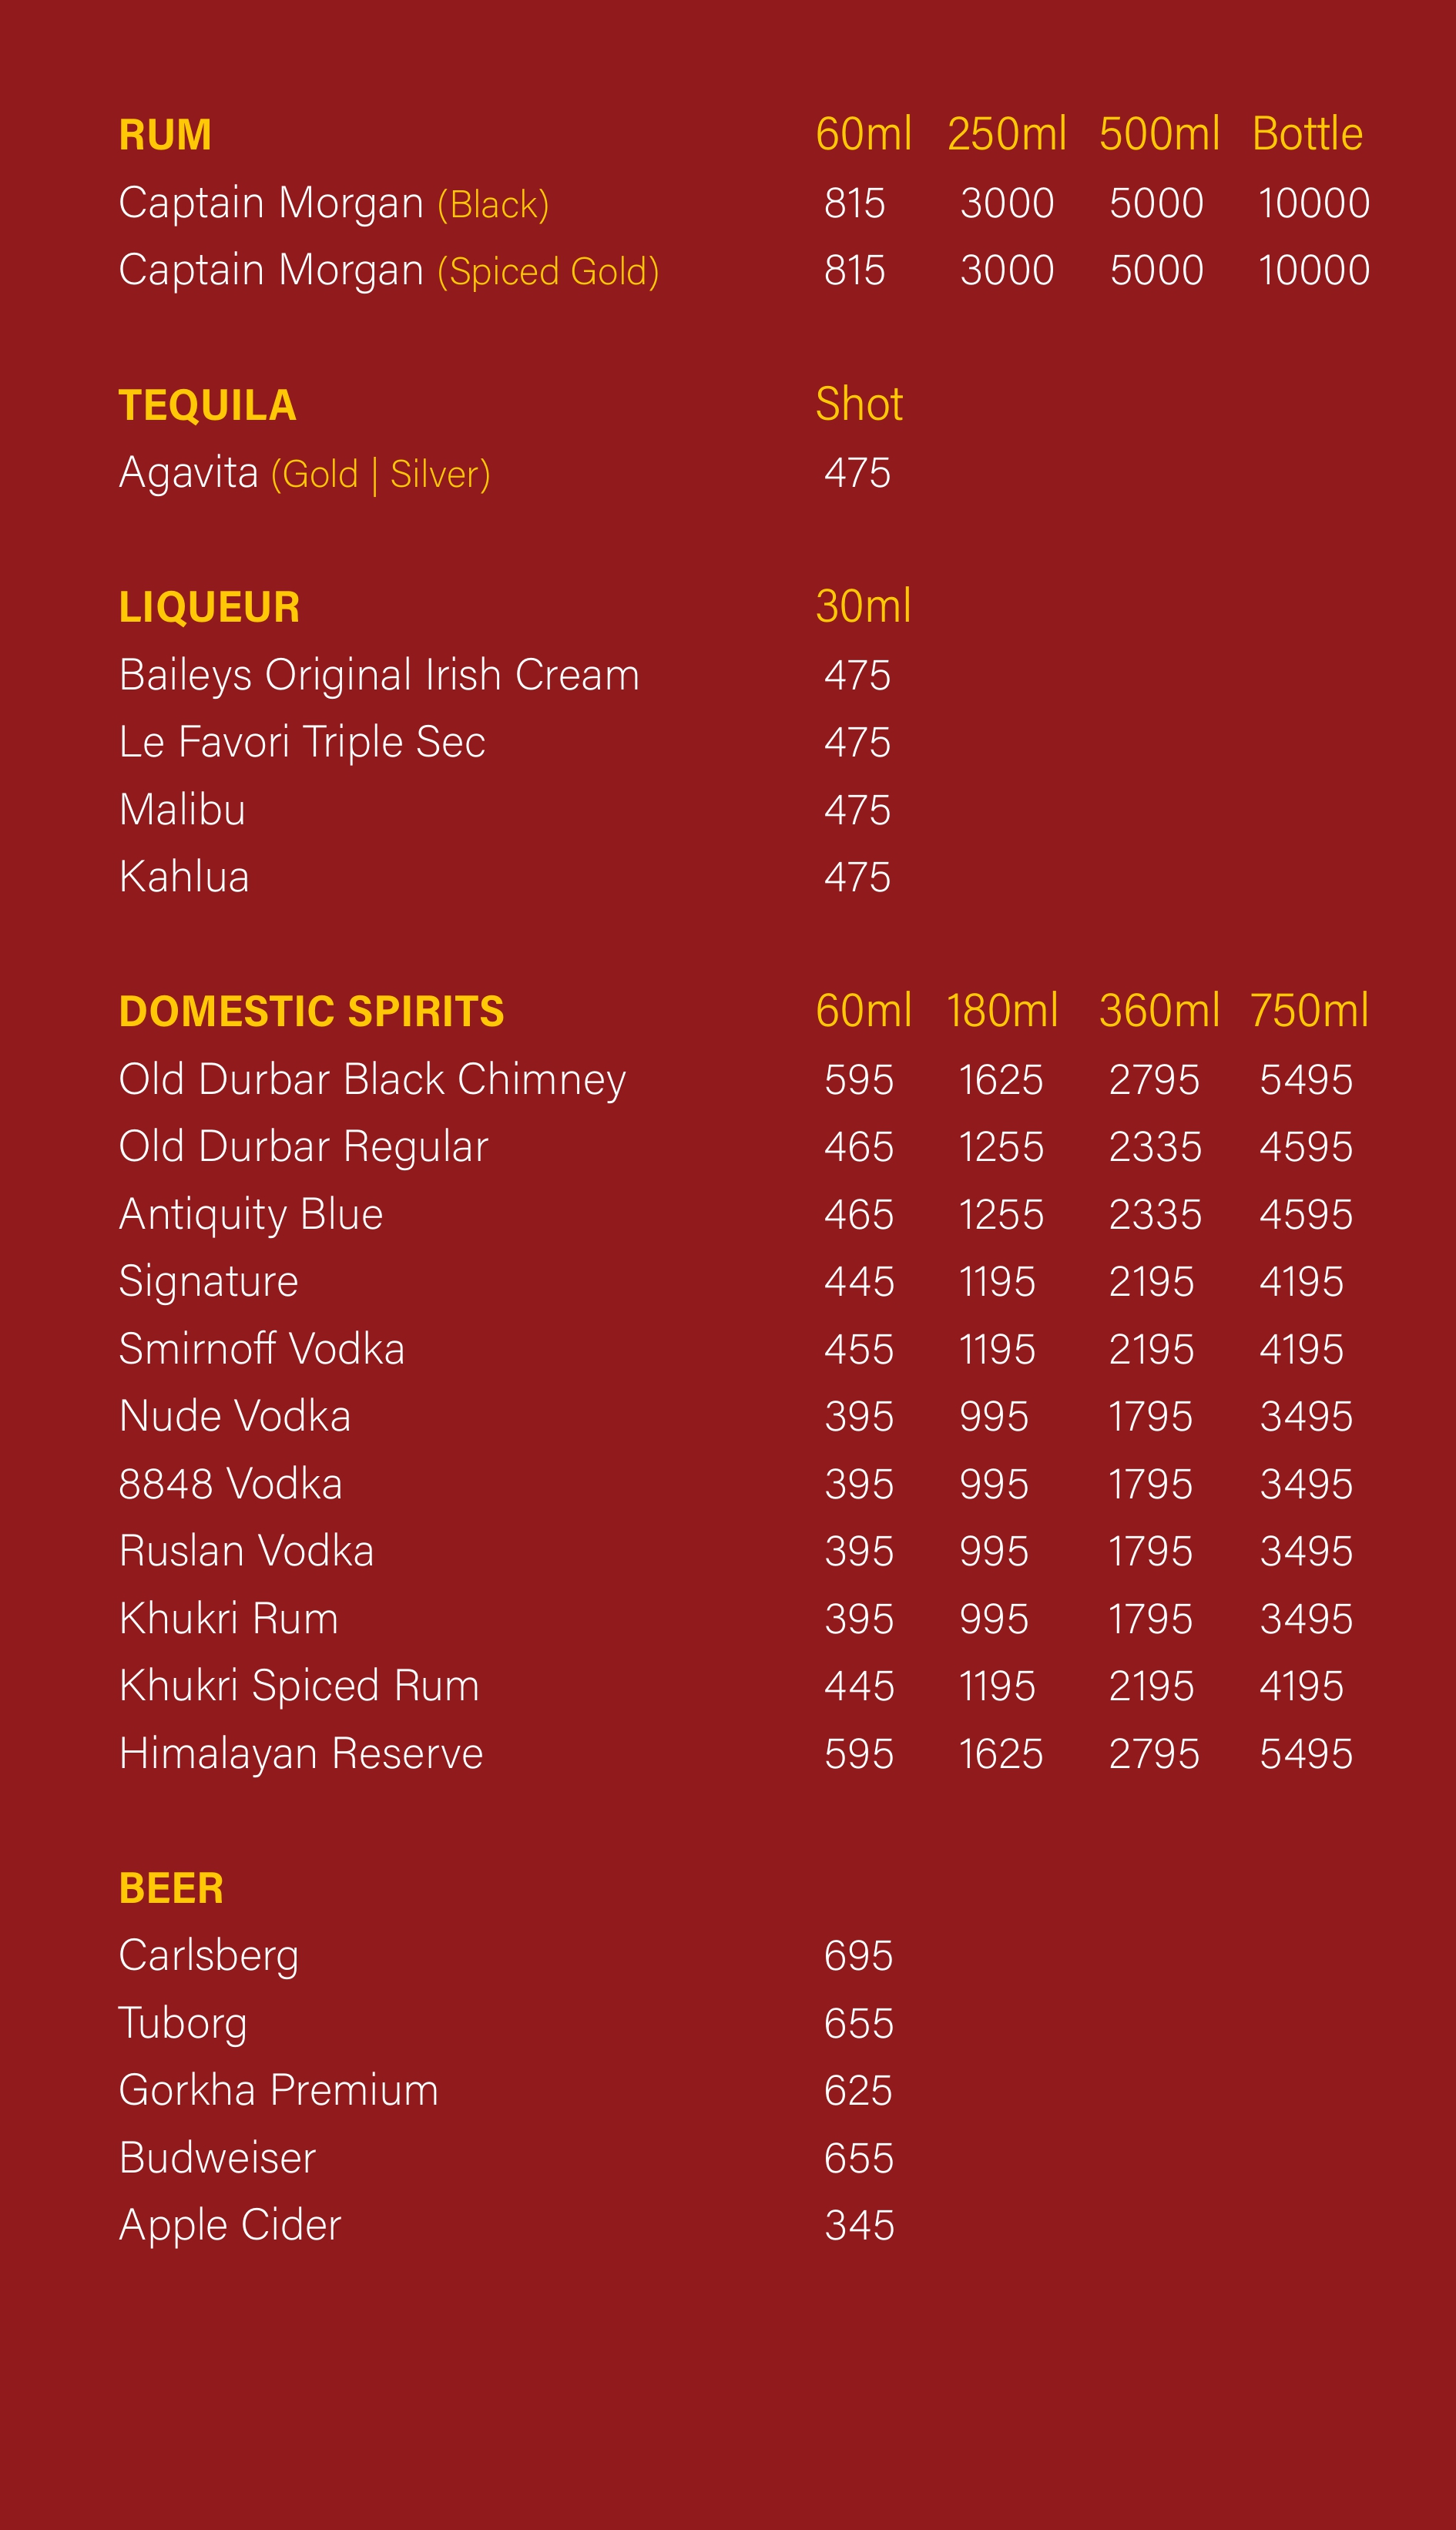 RUM 60ml 250ml 500ml Bottle
Captain Morgan (Black) 815 3000 5000 10000
Captain Morgan (Spiced Gold) 815 3000 5000 10000
TEQUILA Shot
Agavita (Gold | Silver) 475
LIQUEUR 30ml
Baileys Original Irish Cream 475
Le Favori Triple Sec 475
Malibu 475
Kahlua 475
DOMESTIC SPIRITS 60ml 180ml 360ml 750ml
Old Durbar Black Chimney 595 1625 2795 5495
Old Durbar Regular 465 1255 2335 4595
Antiquity Blue 465 1255 2335 4595
Signature 445 1195 2195 4195
Smirnoff Vodka 455 1195 2195 4195
Nude Vodka 395 995 1795 3495
8848 Vodka 395 995 1795 3495
Ruslan Vodka 395 995 1795 3495
Khukri Rum 395 995 1795 3495
Khukri Spiced Rum 445 1195 2195 4195
Himalayan Reserve 595 1625 2795 5495
BEER
Carlsberg 695
Tuborg 655
Gorkha Premium 625
Budweiser 655
Apple Cider 345